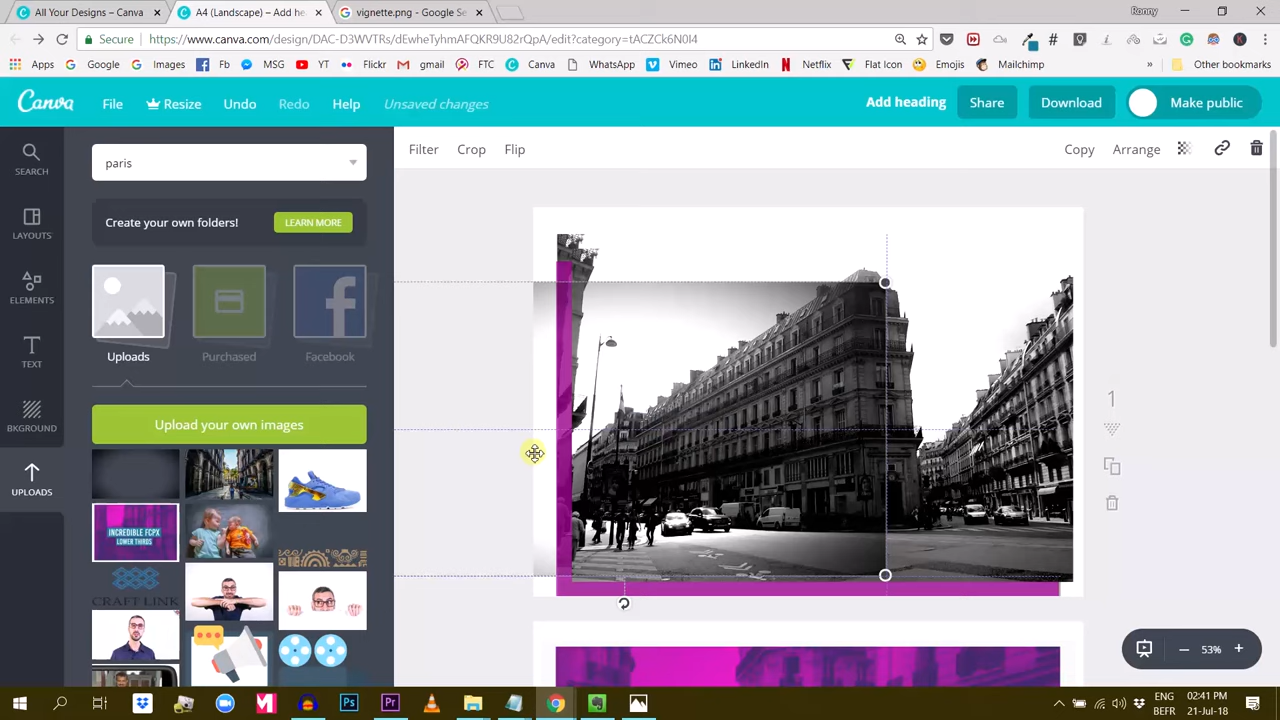 All Your Designs – Canva
A4 (Landscape) – Add he
vignette.png - Google Se
Ronny
Secure
https://www.canva.com/design/DAC-D3WVTRs/dEwheTyhmAFQKR9U82rQpA/edit?category=tACZCk6N0I4
Apps
Google
Images
Fb
MSG
YT
Flickr
gmail
FTC
Canva
WhatsApp
Vimeo
LinkedIn
Netflix
Flat Icon
Emojis
Mailchimp
»
Other bookmarks
Canva
File
Resize
Undo
Redo
Help
Unsaved changes
Add heading
Share
Download
Make public
SEARCH
LAYOUTS
ELEMENTS
TEXT
BKGROUND
UPLOADS
paris
Create your own folders!
LEARN MORE
Uploads
Purchased
Facebook
Upload your own images
INCREDIBLE FCPX
LOWER THIRDS
CRAFT LINK
Filter
Crop
Flip
Copy
Arrange
1
53%
ENG
BEFR
02:41 PM
21-Jul-18